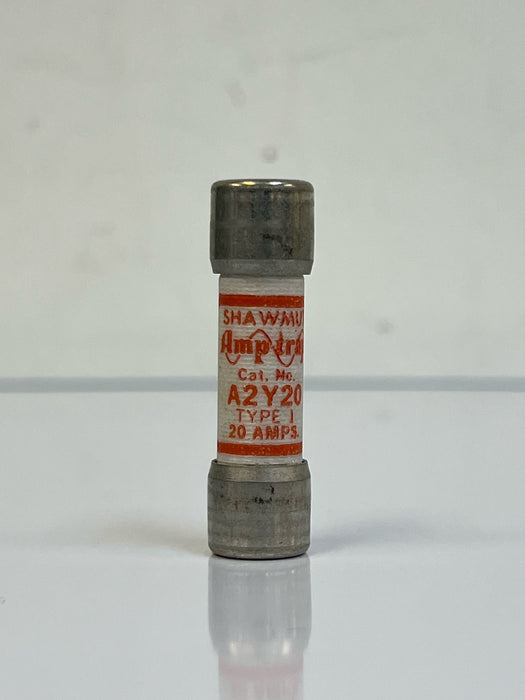 SHAWMU
Amp-tra
Cat. No.
A2Y20
TYPE 1
20 AMPS.